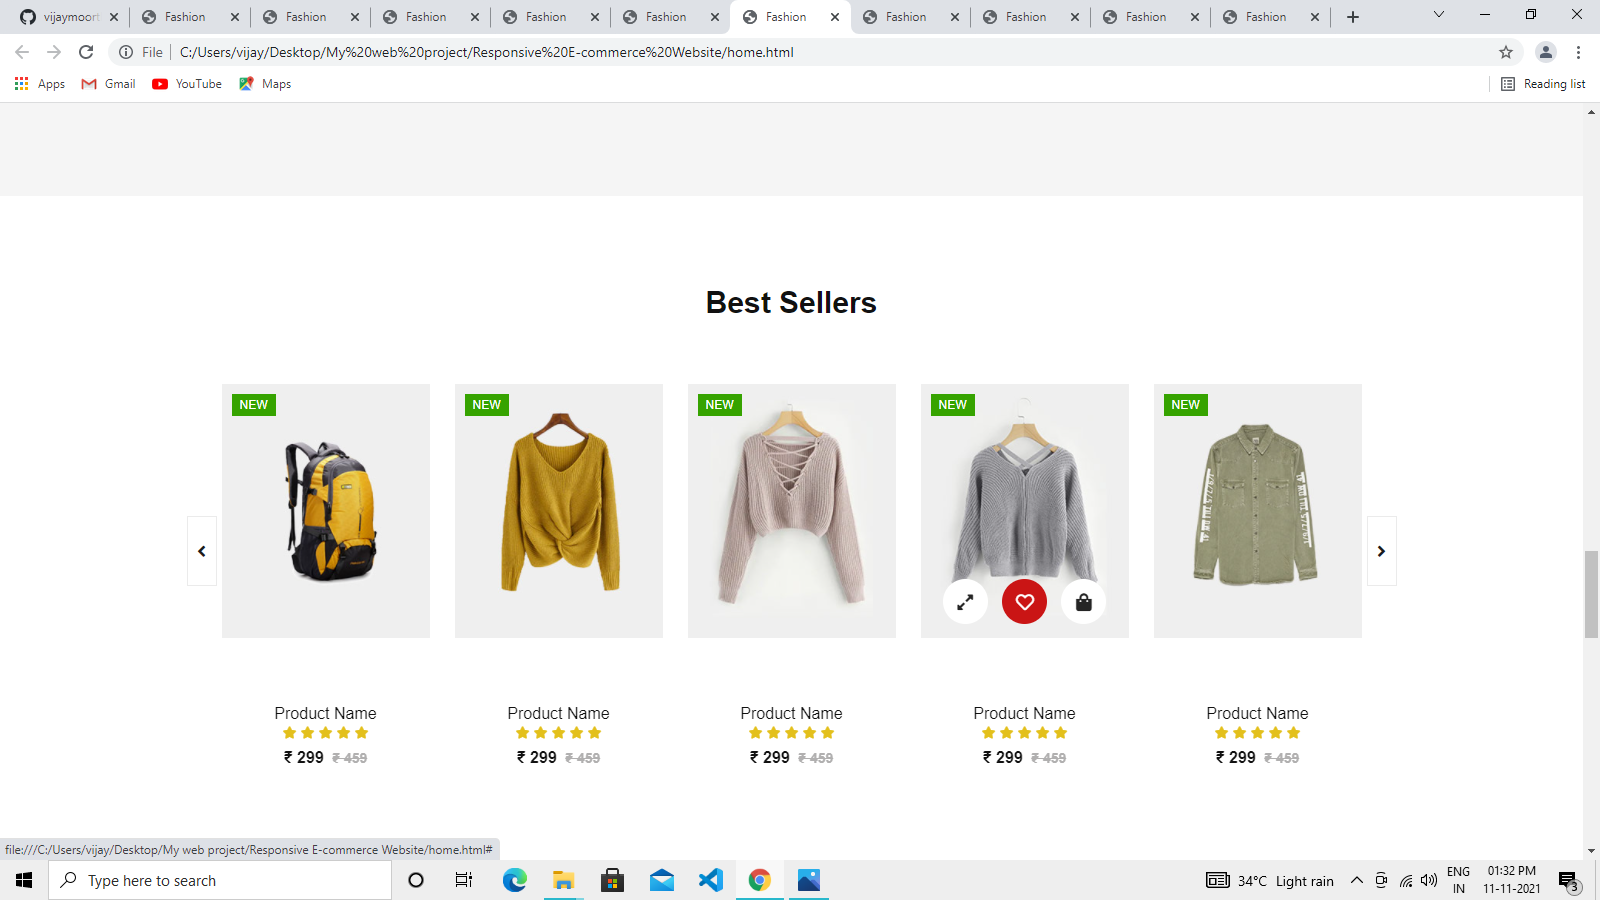 vijaymoort Fashion Fashion Fashion Fashion Fashion Fashion Fashion Fashion Fashion Fashion
File C:/Users/vijay/Desktop/My%20web%20project/Responsive%20E-commerce%20Website/home.html
Apps Gmail YouTube Maps Reading list
Best Sellers
NEW NEW NEW NEW NEW
Product Name Product Name Product Name Product Name Product Name
₹ 299 ₹ 459 ₹ 299 ₹ 459 ₹ 299 ₹ 459 ₹ 299 ₹ 459 ₹ 299 ₹ 459
file:///C:/Users/vijay/Desktop/My web project/Responsive E-commerce Website/home.html#
Type here to search
34°C Light rain
ENG
IN
01:32 PM
11-11-2021
3